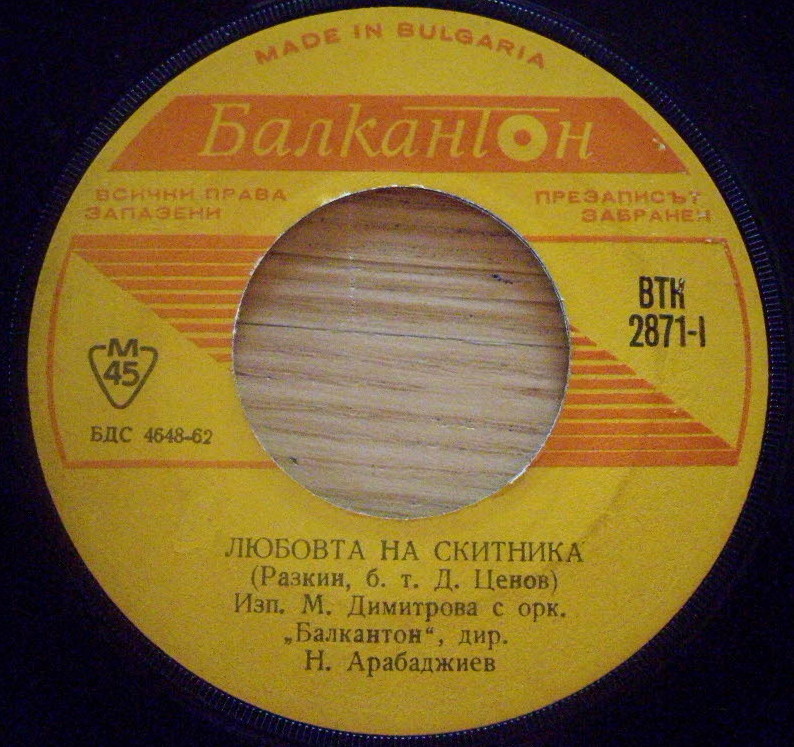 MADE IN BULGARIA
Балкантон
ВСИЧКИ ПРАВА
ЗАПАЗЕНИ
ПРЕЗАПИСЪТ
ЗАБРАНЕН
ВТК
2871-I
М
45
БДС 4648-62
ЛЮБОВТА НА СКИТНИКА
(Разкин, б. т. Д. Ценов)
Изп. М. Димитрова с орк.
„Балкантон“, дир.
Н. Арабаджиев